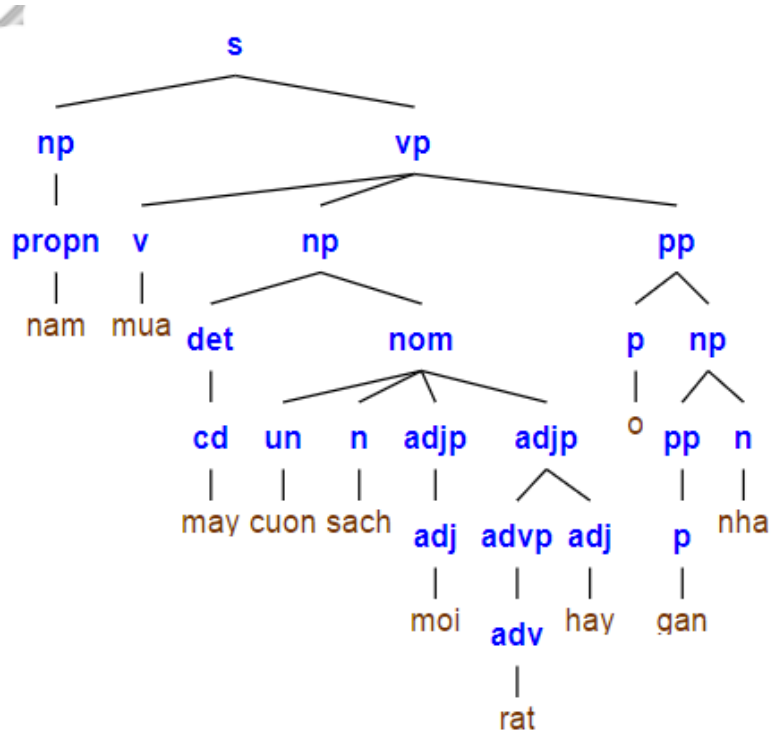 s
np vp
propn v np pp
nam mua det nom p np
cd un n adjp adjp o pp n
may cuon sach adj advp adj p nha
moi adv hay gan
rat